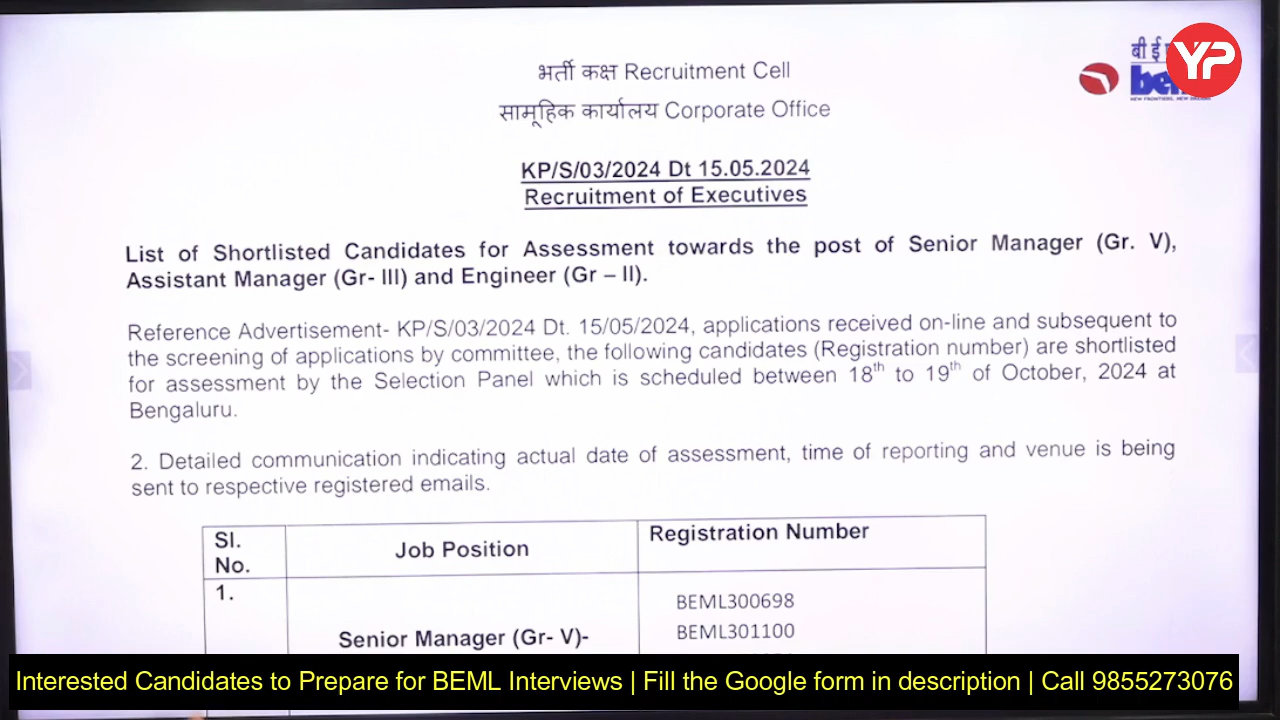 भर्ती कक्ष Recruitment Cell
सामूहिक कार्यालय Corporate Office
बी ई
YP
NEW FRONTIERS, NEW
KP/S/03/2024 Dt 15.05.2024
Recruitment of Executives
List of Shortlisted Candidates for Assessment towards the post of Senior Manager (Gr. V),
Assistant Manager (Gr- III) and Engineer (Gr – II).
Reference Advertisement- KP/S/03/2024 Dt. 15/05/2024, applications received on-line and subsequent to
the screening of applications by committee, the following candidates (Registration number) are shortlisted
for assessment by the Selection Panel which is scheduled between 18th to 19th of October, 2024 at
Bengaluru.
2. Detailed communication indicating actual date of assessment, time of reporting and venue is being
sent to respective registered emails.
Sl. No.
Job Position
Registration Number
1.
Senior Manager (Gr- V)-
BEML300698
BEML301100
Interested Candidates to Prepare for BEML Interviews | Fill the Google form in description | Call 9855273076